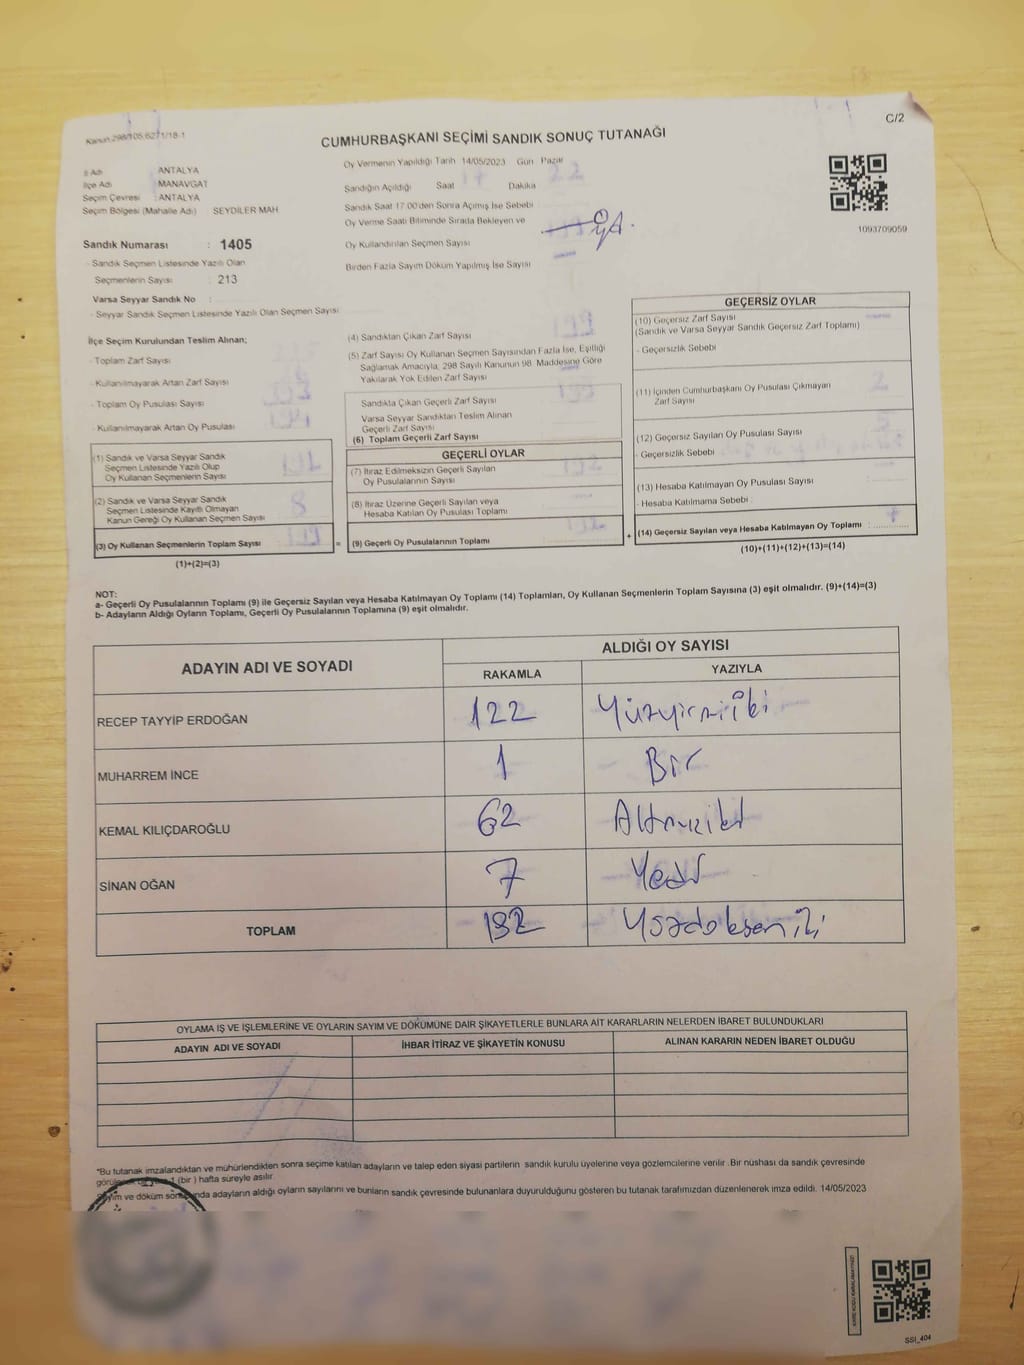 Kanun 298/105.6271/18-1
C/2
CUMHURBAŞKANI SEÇİMİ SANDIK SONUÇ TUTANAĞI
İl Adı ANTALYA
İlçe Adı MANAVGAT
Seçim Çevresi : ANTALYA
Seçim Bölgesi (Mahalle Adı) SEYDİLER MAH
Sandık Numarası : 1405
- Sandık Seçmen Listesinde Yazılı Olan
Seçmenlerin Sayısı : 213
Varsa Seyyar Sandık No :
- Seyyar Sandık Seçmen Listesinde Yazılı Olan Seçmen Sayısı
Oy Vermenin Yapıldığı Tarih 14/05/2023 Gün Pazar
Sandığın Açıldığı Saat 17 Dakika 22
Sandık Saat 17.00'den Sonra Açmış İse Sebebi
Oy Verme Saati Bitiminde Sırada Bekleyen ve
Oy Kullandırılan Seçmen Sayısı
Birden Fazla Sayım Döküm Yapılmış İse Sayısı
1093709059
İlçe Seçim Kurulundan Teslim Alınan;
- Toplam Zarf Sayısı
- Kullanılmayarak Artan Zarf Sayısı
- Toplam Oy Pusulası Sayısı
- Kullanılmayarak Artan Oy Pusulası
(1) Sandık ve Varsa Seyyar Sandık
Seçmen Listesinde Yazılı Olup
Oy Kullanan Seçmenlerin Sayısı
(2) Sandık ve Varsa Seyyar Sandık
Seçmen Listesinde Kayıtlı Olmayan
Kanun Gereği Oy Kullanan Seçmen Sayısı 8
(3) Oy Kullanan Seçmenlerin Toplam Sayısı 199
(1)+(2)=(3)
=
(4) Sandıktan Çıkan Zarf Sayısı 199
(5) Zarf Sayısı Oy Kullanan Seçmen Sayısından Fazla İse, Eşitliği
Sağlamak Amacıyla, 298 Sayılı Kanunun 98. Maddesine Göre
Yakılarak Yok Edilen Zarf Sayısı
Sandıkta Çıkan Geçerli Zarf Sayısı 199
Varsa Seyyar Sandıktan Teslim Alınan
Geçerli Zarf Sayısı
(6) Toplam Geçerli Zarf Sayısı
GEÇERLİ OYLAR
(7) İtiraz Edilmeksizin Geçerli Sayılan
Oy Pusulasının Sayısı 192
(8) İtiraz Üzerine Geçerli Sayılan veya
Hesaba Katılan Oy Pusulası Toplamı
(9) Geçerli Oy Pusulalarının Toplamı 192
+
GEÇERSİZ OYLAR
(10) Geçersiz Zarf Sayısı
(Sandık ve Varsa Seyyar Sandık Geçersiz Zarf Toplamı)
- Geçersizlik Sebebi
(11) İçinden Cumhurbaşkanı Oy Pusulası Çıkmayan
Zarf Sayısı 2
(12) Geçersiz Sayılan Oy Pusulası Sayısı 5
- Geçersizlik Sebebi
(13) Hesaba Katılmayan Oy Pusulası Sayısı
- Hesaba Katılmama Sebebi :
(14) Geçersiz Sayılan veya Hesaba Katılmayan Oy Toplamı : 7
(10)+(11)+(12)+(13)=(14)
NOT:
a- Geçerli Oy Pusulalarının Toplamı (9) ile Geçersiz Sayılan veya Hesaba Katılmayan Oy Toplamı (14) Toplamları, Oy Kullanan Seçmenlerin Toplam Sayısına (3) eşit olmalıdır. (9)+(14)=(3)
b- Adayların Aldığı Oyların Toplamı, Geçerli Oy Pusulalarının Toplamına (9) eşit olmalıdır.
ADAYIN ADI VE SOYADI ALDIĞI OY SAYISI
RAKAMLA YAZIYLA
RECEP TAYYİP ERDOĞAN 122 Yüzyirmiiki
MUHARREM İNCE 1 Bir
KEMAL KILIÇDAROĞLU 62 Altmışiki
SİNAN OĞAN 7 Yedi
TOPLAM 192
OYLAMA İŞ VE İŞLEMLERİNE VE OYLARIN SAYIM VE DÖKÜMÜNE DAİR ŞİKAYETLERLE BUNLARA AİT KARARLARIN NELERDEN İBARET BULUNDUKLARI
ADAYIN ADI VE SOYADI İHBAR İTİRAZ VE ŞİKAYETİN KONUSU ALINAN KARARIN NEDEN İBARET OLDUĞU
*Bu tutanak imzalandıktan ve mühürlendikten sonra seçime katılan adayların ve talep eden siyasi partilerin sandık kurulu üyelerine veya gözlemcilerine verilir. Bir nüshası da sandık çevresinde
1 (bir) hafta süreyle asılır.
Sayım ve döküm adayların aldığı oyların sayılarını ve bunların sandık çevresinde bulunanlara duyurulduğunu gösteren bu tutanak tarafımızdan düzenlenerek imza edildi. 14/05/2023
SSI_404